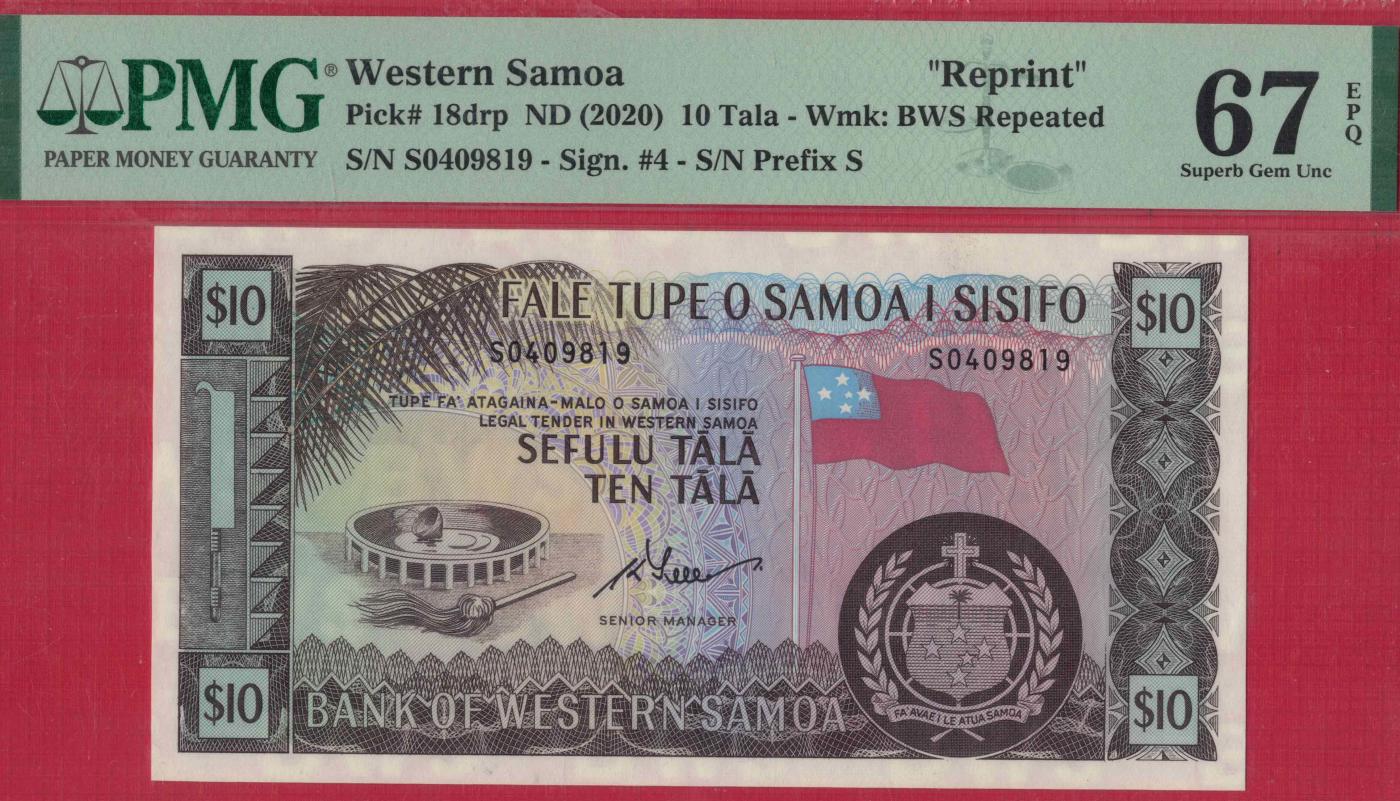 PMG®
PAPER MONEY GUARANTY
Western Samoa "Reprint"
Pick# 18drp ND (2020) 10 Tala - Wmk: BWS Repeated
S/N S0409819 - Sign. #4 - S/N Prefix S
67
EPQ
Superb Gem Unc
$10
FALE TUPE O SAMOA I SISIFO
$10
S0409819
S0409819
TUPE FA' ATAGAINA-MALO O SAMOA I SISIFO
LEGAL TENDER IN WESTERN SAMOA
SEFULU TĀLĀ
TEN TĀLĀ
SENIOR MANAGER
$10
BANK OF WESTERN SAMOA
FA'AVAE I LE ATUA SAMOA
$10